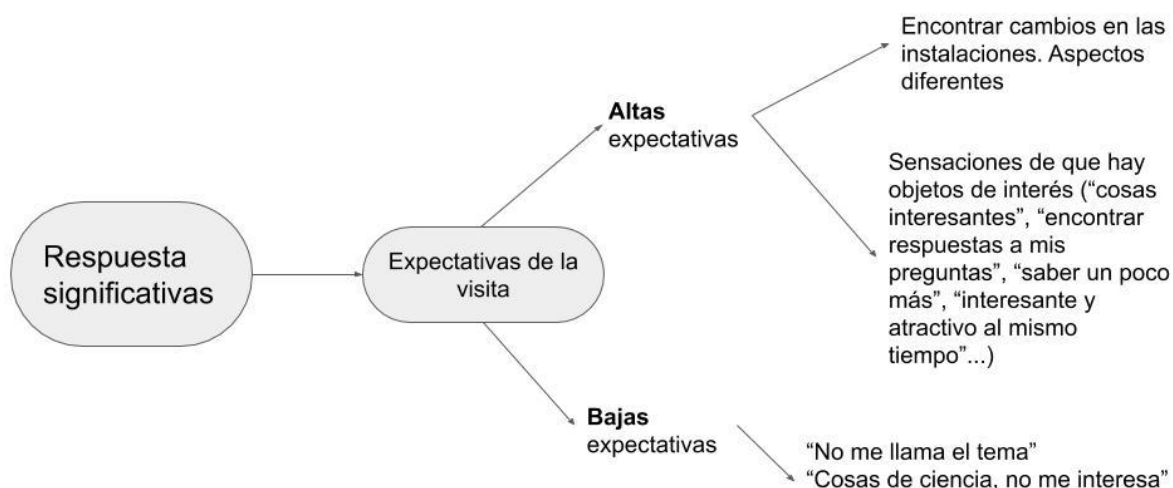 Respuesta
significativas
Expectativas de la
visita
Altas
expectativas
Encontrar cambios en las
instalaciones. Aspectos
diferentes
Sensaciones de que hay
objetos de interés (“cosas
interesantes”, “encontrar
respuestas a mis
preguntas”, “saber un poco
más”, “interesante y
atractivo al mismo
tiempo”...)
Bajas
expectativas
“No me llama el tema”
“Cosas de ciencia, no me interesa”